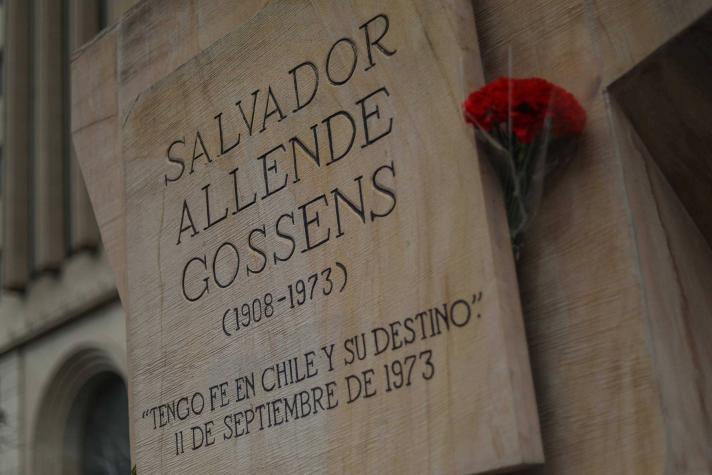 SALVADOR
ALLENDE
GOSSENS
(1908-1973)
"TENGO FE EN CHILE Y SU DESTINO".
11 DE SEPTIEMBRE DE 1973